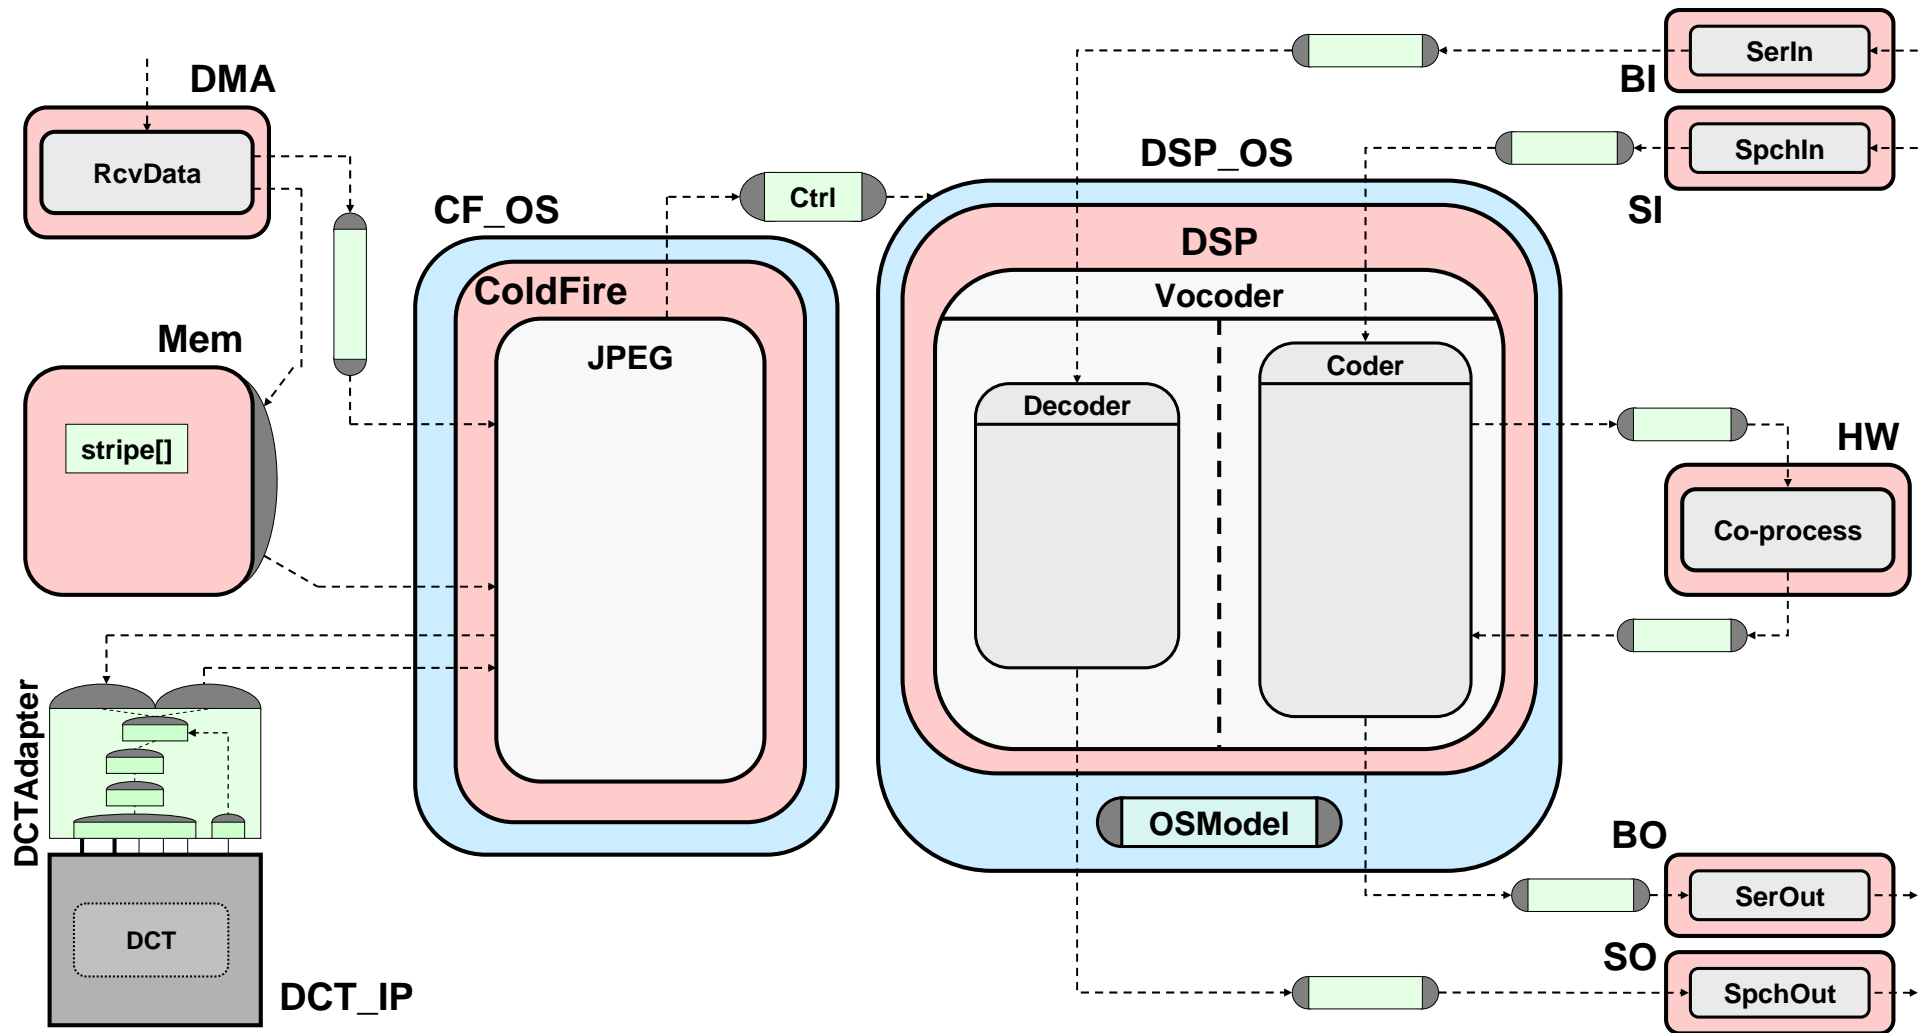 SerIn
DMA
BI
RcvData
DSP_OS
SpchIn
Ctrl
CF_OS
SI
DSP
ColdFire
Vocoder
Mem
JPEG
Coder
Decoder
stripe[]
HW
Co-process
DCTAdapter
OSModel
BO
SerOut
DCT
SO
DCT_IP
SpchOut